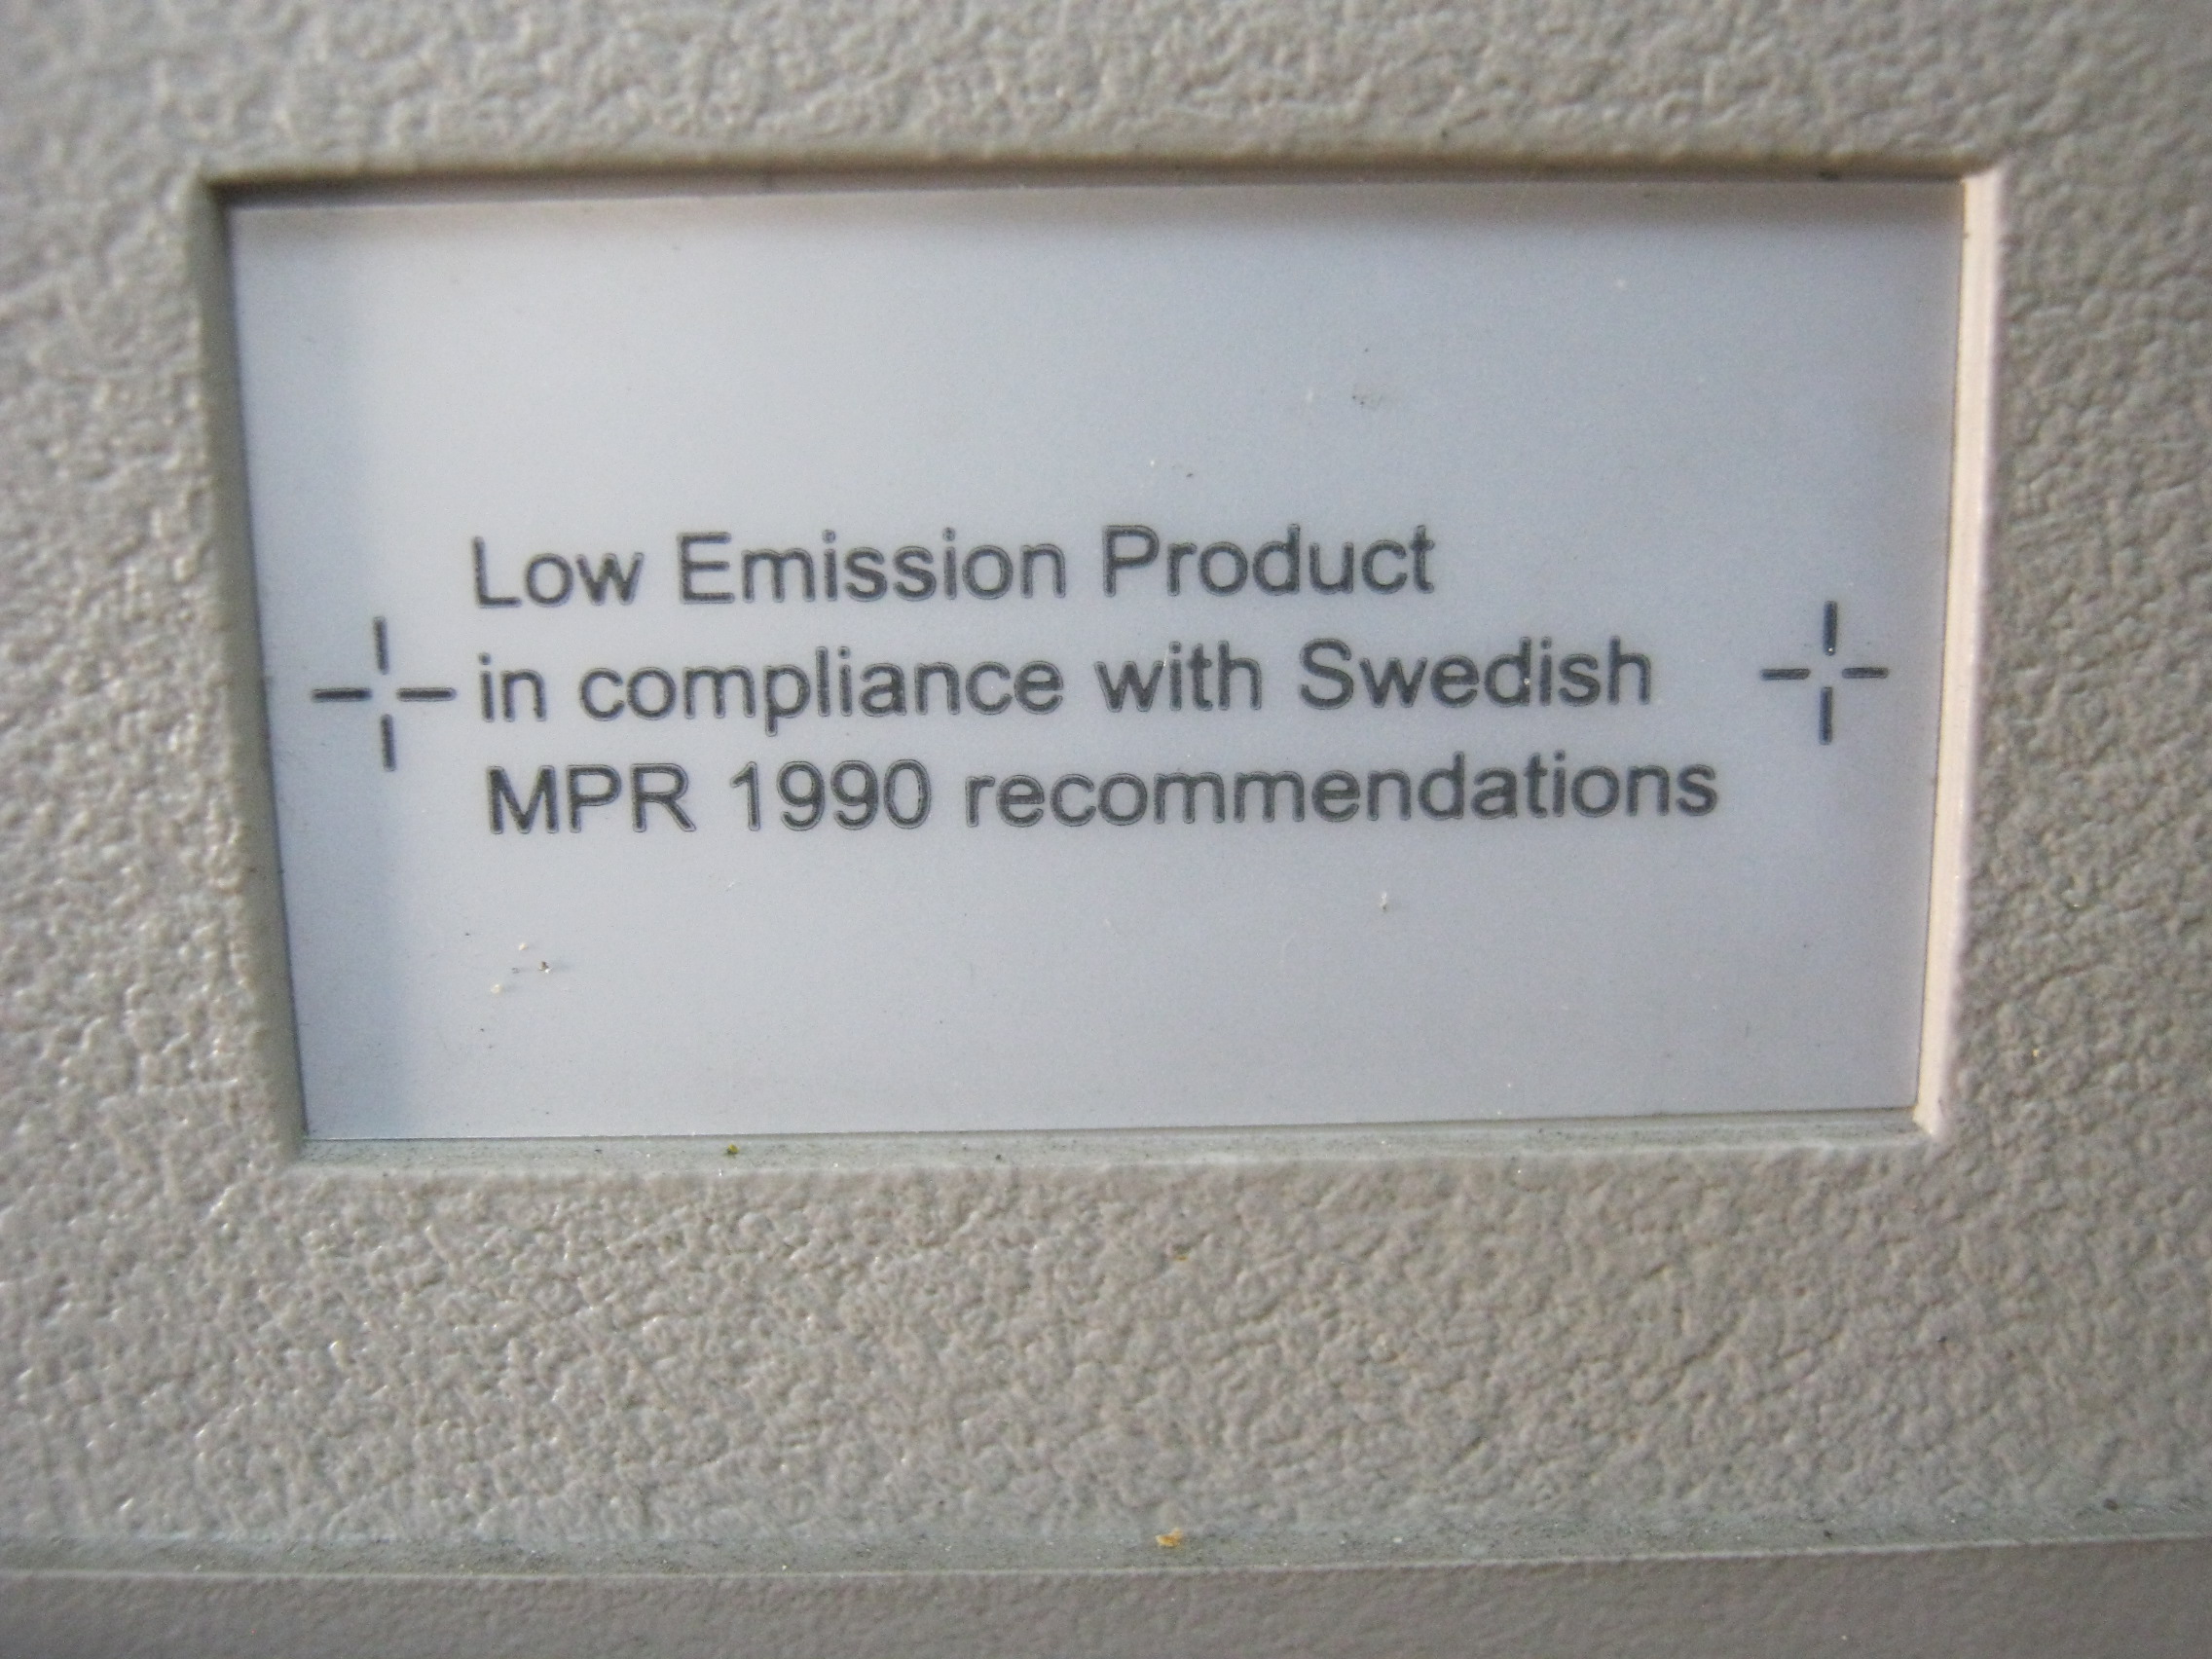 Low Emission Product
in compliance with Swedish
MPR 1990 recommendations